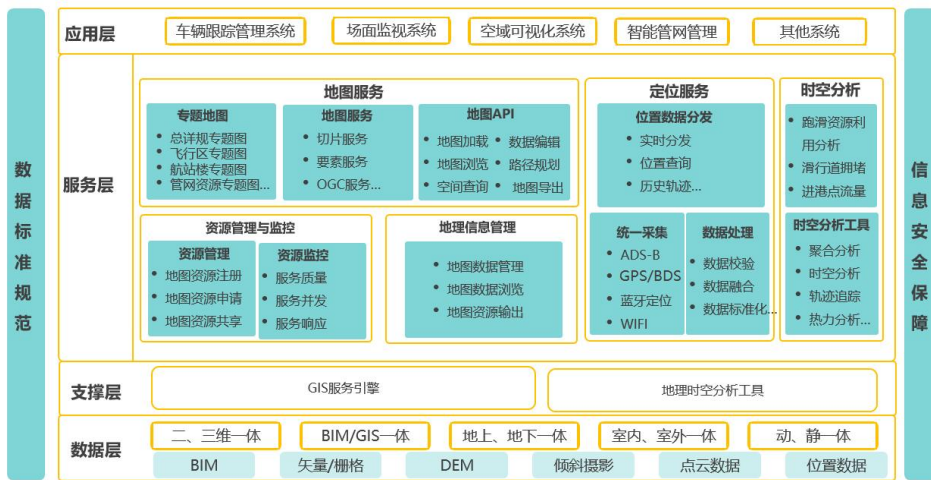 数据标准规范
应用层
车辆跟踪管理系统
场面监视系统
空域可视化系统
智能管网管理
其他系统
服务层
地图服务
专题地图
• 总详规专题图
• 飞行区专题图
• 航站楼专题图
• 管网资源专题图...
地图服务
• 切片服务
• 要素服务
• OGC服务...
地图API
• 地图加载 • 数据编辑
• 地图浏览 • 路径规划
• 空间查询 • 地图导出
定位服务
位置数据分发
• 实时分发
• 位置查询
• 历史轨迹...
统一采集
• ADS-B
• GPS/BDS
• 蓝牙定位
• WIFI
数据处理
• 数据校验
• 数据融合
• 数据标准化...
时空分析
• 跑滑资源利
用分析
• 滑行道拥堵
• 进港点流量
时空分析工具
• 聚合分析
• 时空分析
• 轨迹追踪
• 热力分析...
资源管理与监控
资源管理
• 地图资源注册
• 地图资源申请
• 地图资源共享
资源监控
• 服务质量
• 服务并发
• 服务响应
地理信息管理
• 地图数据管理
• 地图数据浏览
• 地图资源输出
支撑层
GIS服务引擎
地理时空分析工具
数据层
二、三维一体
BIM/GIS一体
地上、地下一体
室内、室外一体
动、静一体
BIM
矢量/栅格
DEM
倾斜摄影
点云数据
位置数据
信息安全保障